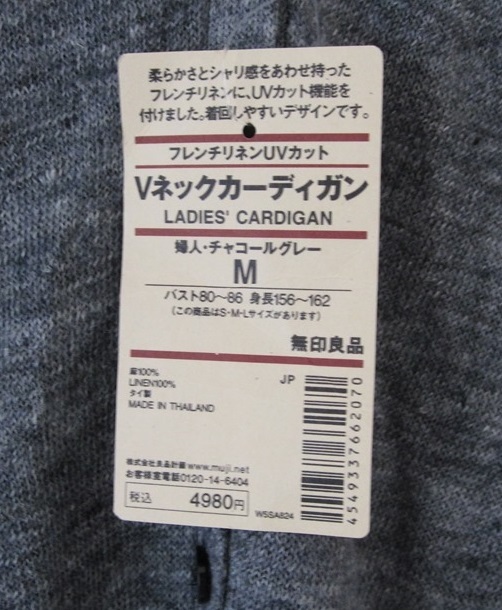 柔らかさとシャリ感をあわせ持った
フレンチリネンに、UVカット機能を
付けました。着回しやすいデザインです。
フレンチリネンUVカット
Vネックカーディガン
LADIES' CARDIGAN
婦人・チャコールグレー
M
バスト80〜86 身長156〜162
(この商品はS・M・Lサイズがあります)
無印良品
麻100%
LINEN100%
タイ製
MADE IN THAILAND
JP
4549337662070
株式会社良品計画 www.muji.net
お客様室電話0120-14-6404
税込 4980円
W5SA824